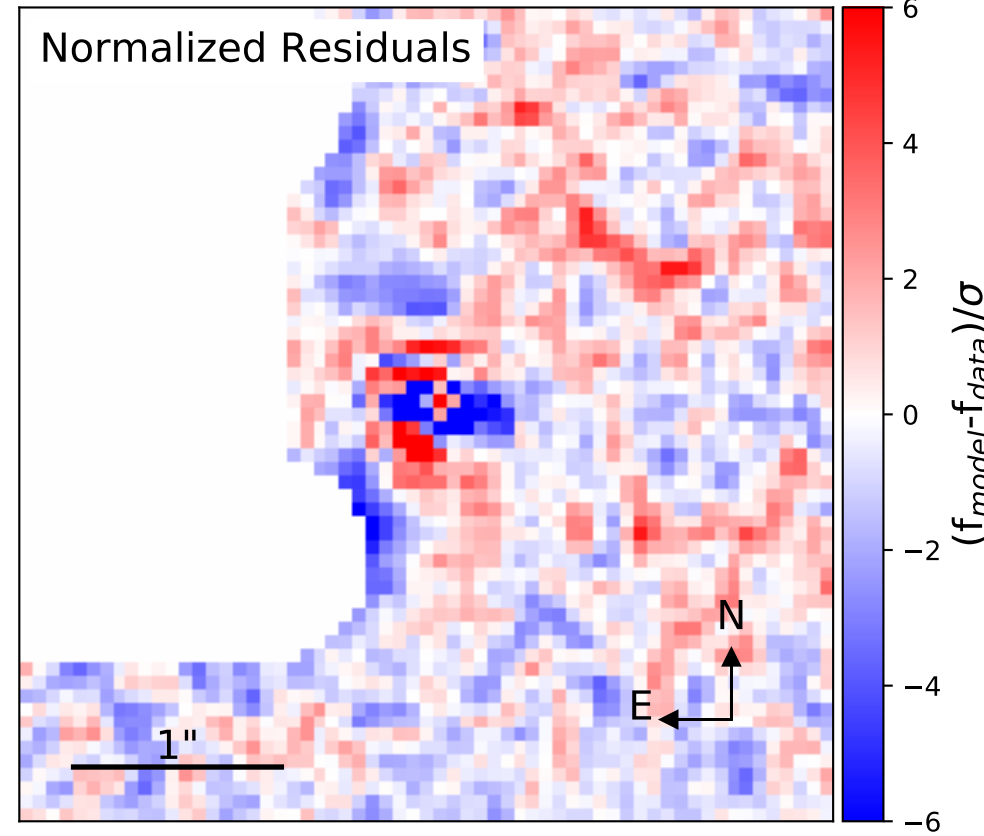 Normalized Residuals
6
4
2
0
−2
−4
−6
(f_model-f_data)/σ
N
E
1"